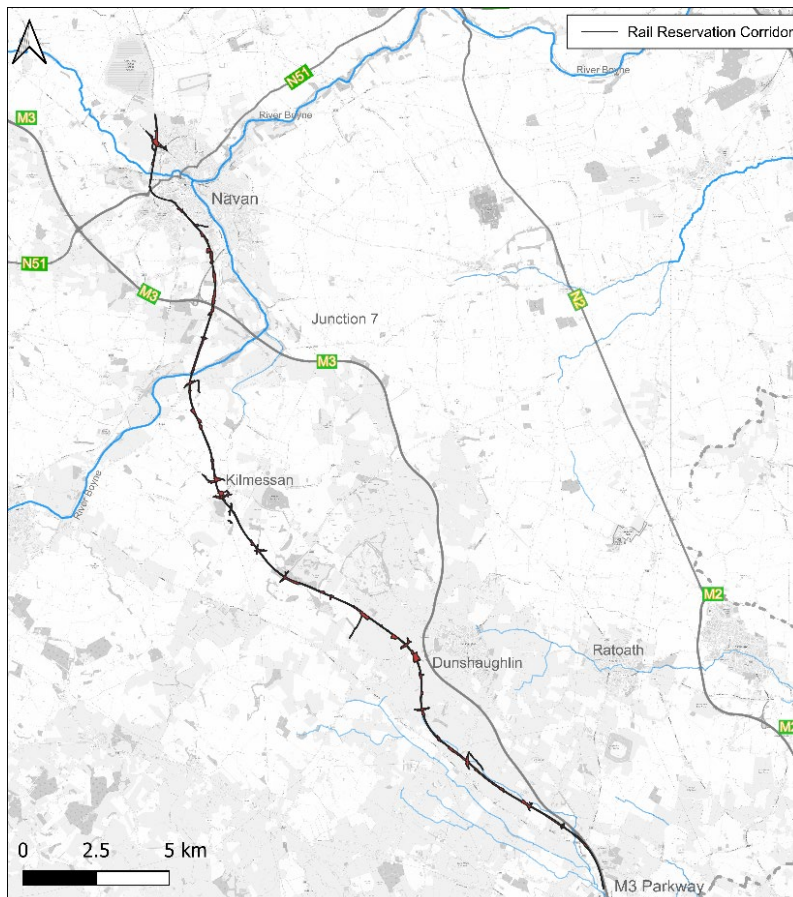 Rail Reservation Corridor
River Boyne
N51
River Boyne
M3
Navan
N51
M3
N2
Junction 7
M3
Kilmessan
River Boyne
M2
Ratoath
Dunshaughlin
M2
0 2.5 5 km
M3 Parkway